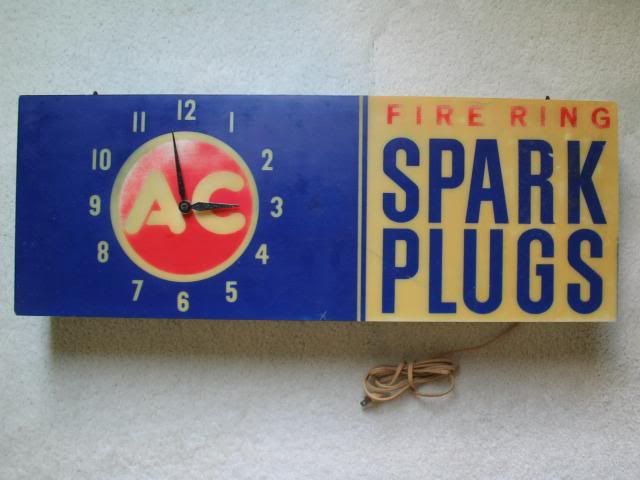 12
11 1
10 2
9 AC 3
8 4
7 5
6
FIRE RING
SPARK
PLUGS